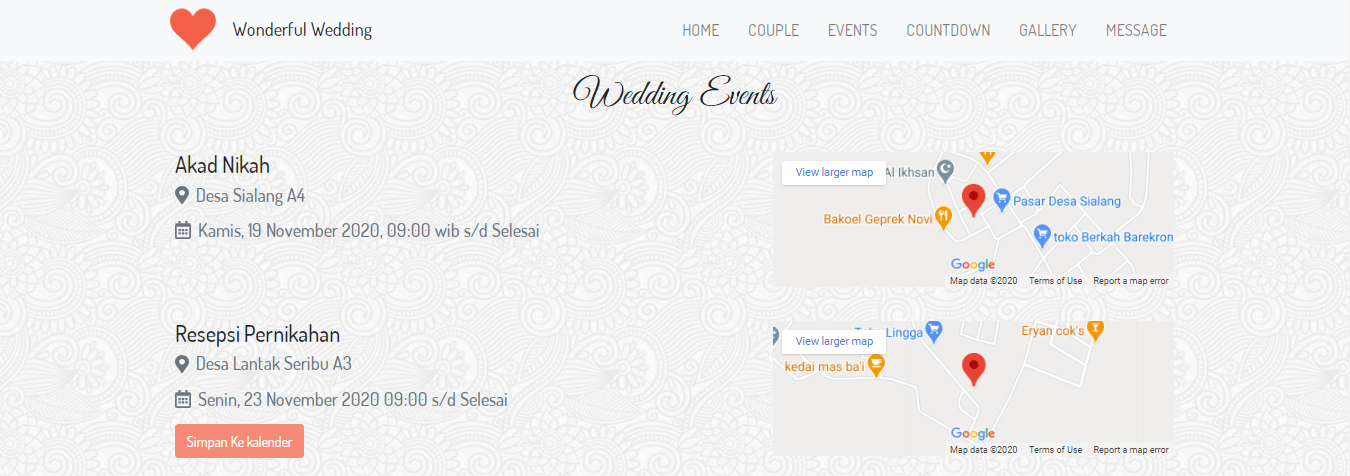 Wonderful Wedding
HOME COUPLE EVENTS COUNTDOWN GALLERY MESSAGE
Wedding Events
Akad Nikah
Desa Sialang A4
Kamis, 19 November 2020, 09:00 wib s/d Selesai
View larger map
Al Ikhsan
Pasar Desa Sialang
Bakoel Geprek Novi
toko Berkah Barekron
Google
Map data ©2020 Terms of Use Report a map error
Resepsi Pernikahan
Desa Lantak Seribu A3
Senin, 23 November 2020 09:00 s/d Selesai
Simpan Ke kalender
View larger map
Lingga
Eryan cok's
kedai mas ba'i
Google
Map data ©2020 Terms of Use Report a map error